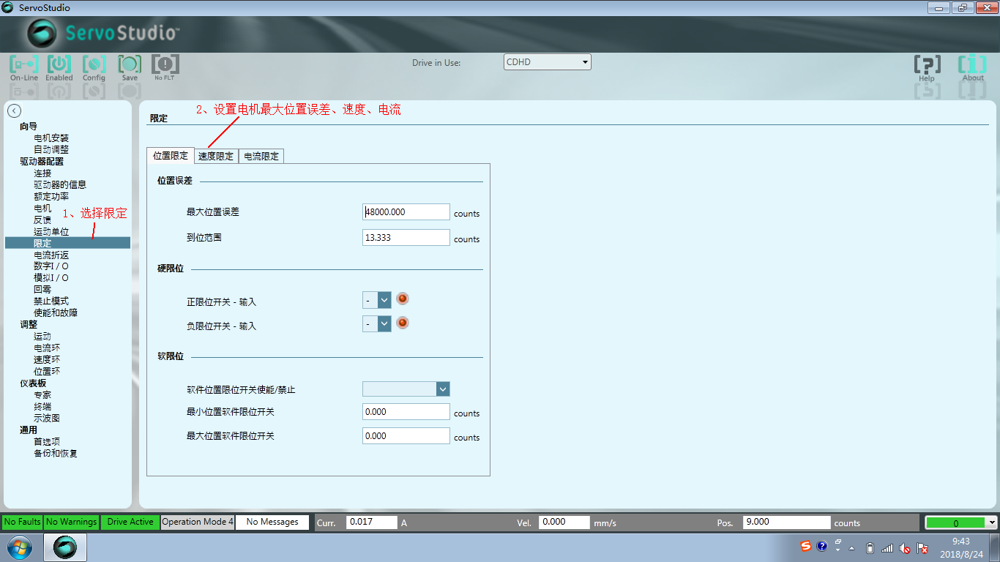 ServoStudio
ServoStudio™
On-Line Enabled Config Save No FLT
Drive in Use: CDHD
Help About
向导
电机安装
自动调整
驱动器配置
连接
驱动器的信息
额定功率
电机
反馈
运动单位
限定
电流折返
数字I / O
模拟I / O
回零
禁止模式
使能和故障
调整
运动
电流环
速度环
位置环
仪表板
专家
终端
示波图
通用
首选项
备份和恢复
1、选择限定
限定
2、设置电机最大位置误差、速度、电流
位置限定 速度限定 电流限定
位置误差
最大位置误差 48000.000 counts
到位范围 13.333 counts
硬限位
正限位开关 - 输入 -
负限位开关 - 输入 -
软限位
软件位置限位开关使能/禁止
最小位置软件限位开关 0.000 counts
最大位置软件限位开关 0.000 counts
No Faults No Warnings Drive Active Operation Mode 4 No Messages Curr. 0.017 A Vel. 0.000 mm/s Pos. 9.000 counts 0
9:43
2018/8/24